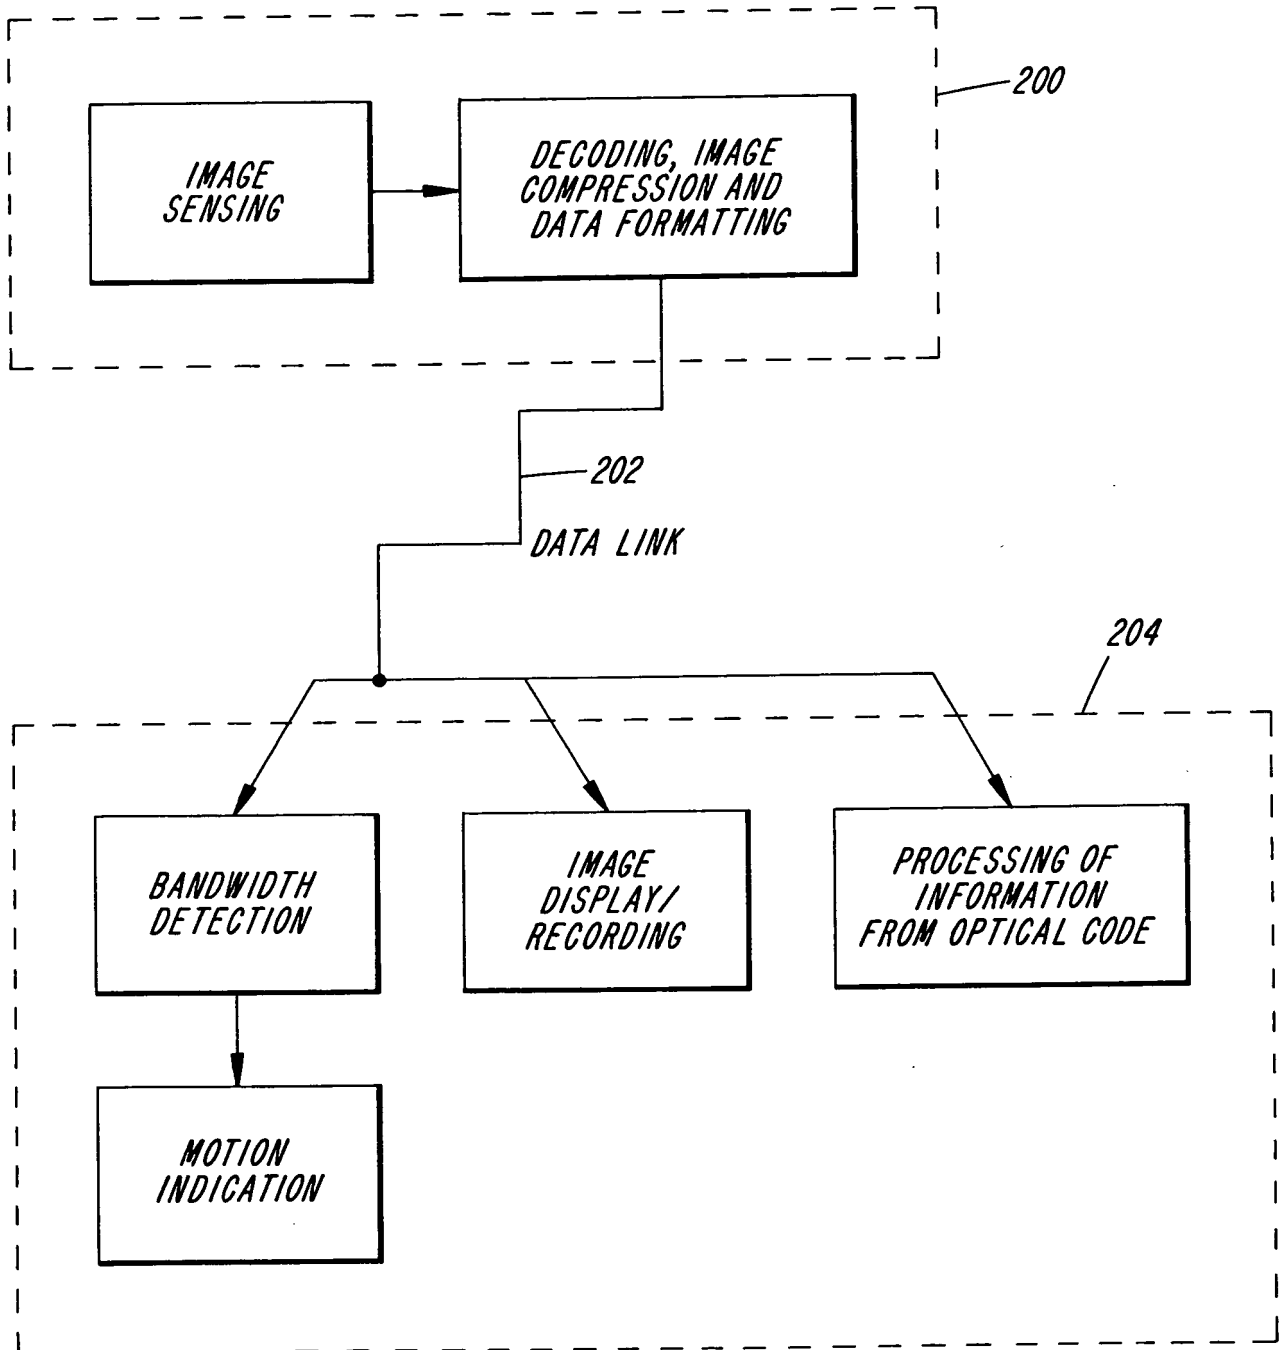 200
IMAGE
SENSING
DECODING, IMAGE
COMPRESSION AND
DATA FORMATTING
202
DATA LINK
204
BANDWIDTH
DETECTION
IMAGE
DISPLAY/
RECORDING
PROCESSING OF
INFORMATION
FROM OPTICAL CODE
MOTION
INDICATION